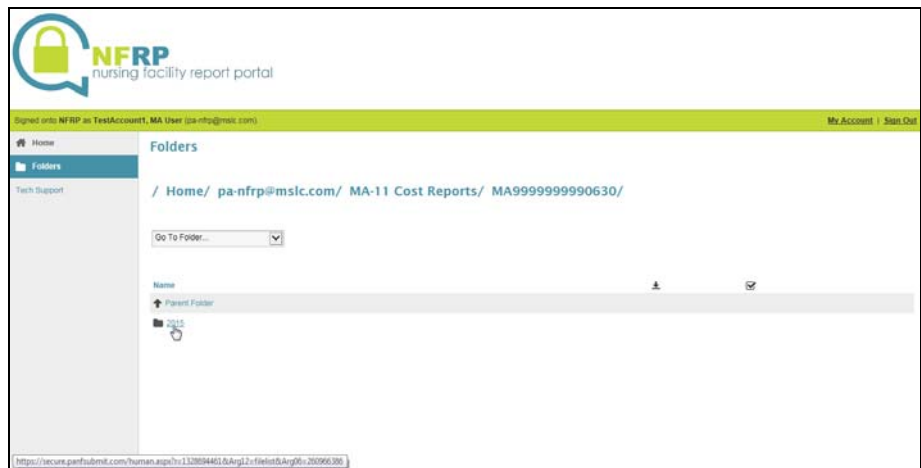 NFRP
nursing facility report portal
Signed onto NFRP as TestAccount1, MA User (pa-nfrp@mslc.com).
My Account | Sign Out
Home
Folders
Tech Support
Folders
/ Home/ pa-nfrp@mslc.com/ MA-11 Cost Reports/ MA9999999990630/
Go To Folder...
Name
Parent Folder
2015
https://secure.panfsubmit.com/human.aspx?r=1328694461&Arg12=filelist&Arg06=260966386